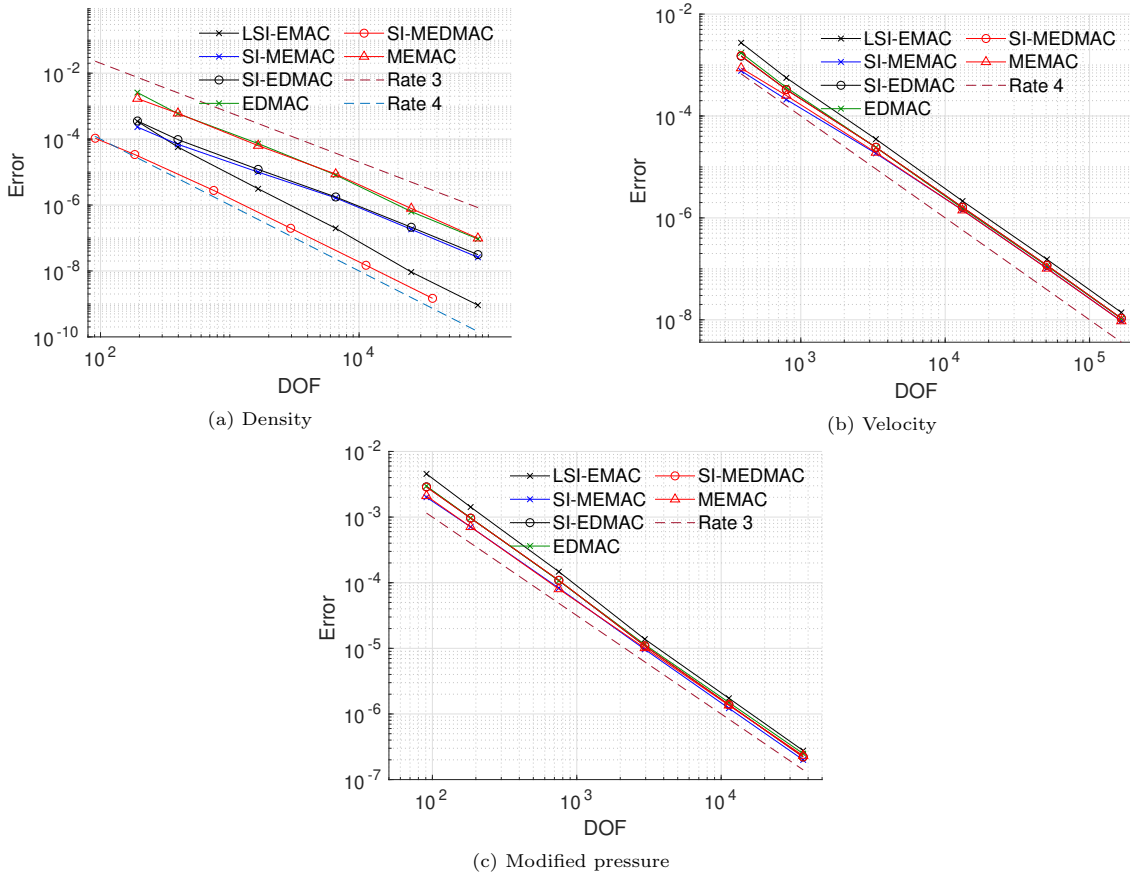 10^-2
10^-4
10^-6
10^-8
10^-10
Error
10^2
10^4
DOF
LSI-EMAC
SI-MEMAC
SI-EDMAC
EDMAC
SI-MEDMAC
MEMAC
Rate 3
Rate 4
(a) Density
10^-2
10^-4
10^-6
10^-8
Error
10^3
10^4
10^5
DOF
LSI-EMAC
SI-MEMAC
SI-EDMAC
EDMAC
SI-MEDMAC
MEMAC
Rate 4
(b) Velocity
10^-2
10^-3
10^-4
10^-5
10^-6
10^-7
Error
10^2
10^3
10^4
DOF
LSI-EMAC
SI-MEMAC
SI-EDMAC
EDMAC
SI-MEDMAC
MEMAC
Rate 3
(c) Modified pressure